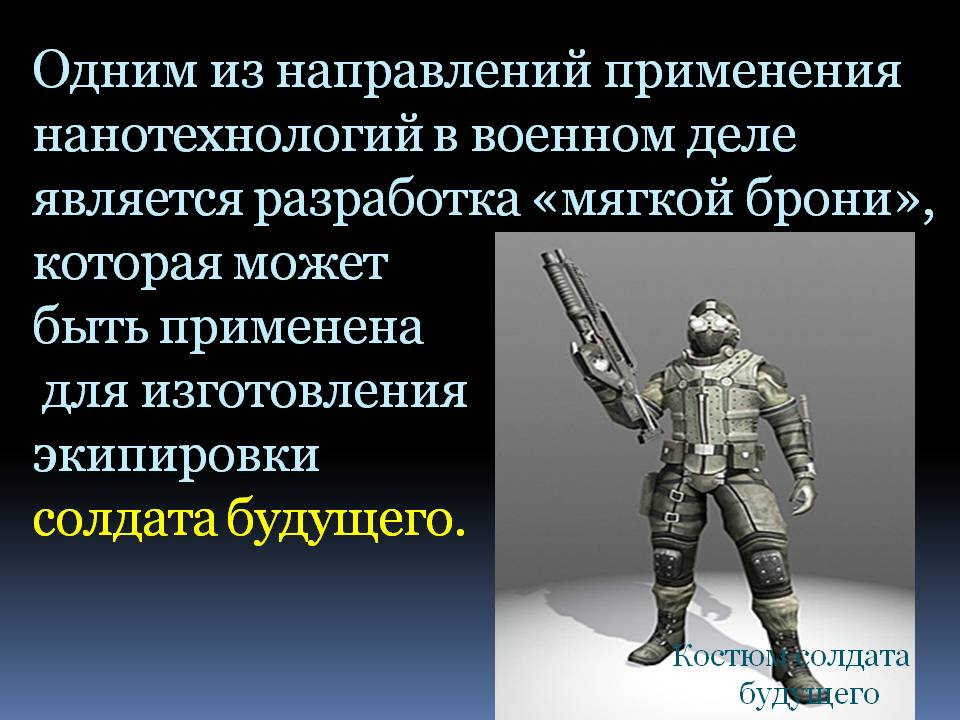 Одним из направлений применения
нанотехнологий в военном деле
является разработка «мягкой брони»,
которая может
быть применена
для изготовления
экипировки
солдата будущего.
Костюм солдата
будущего